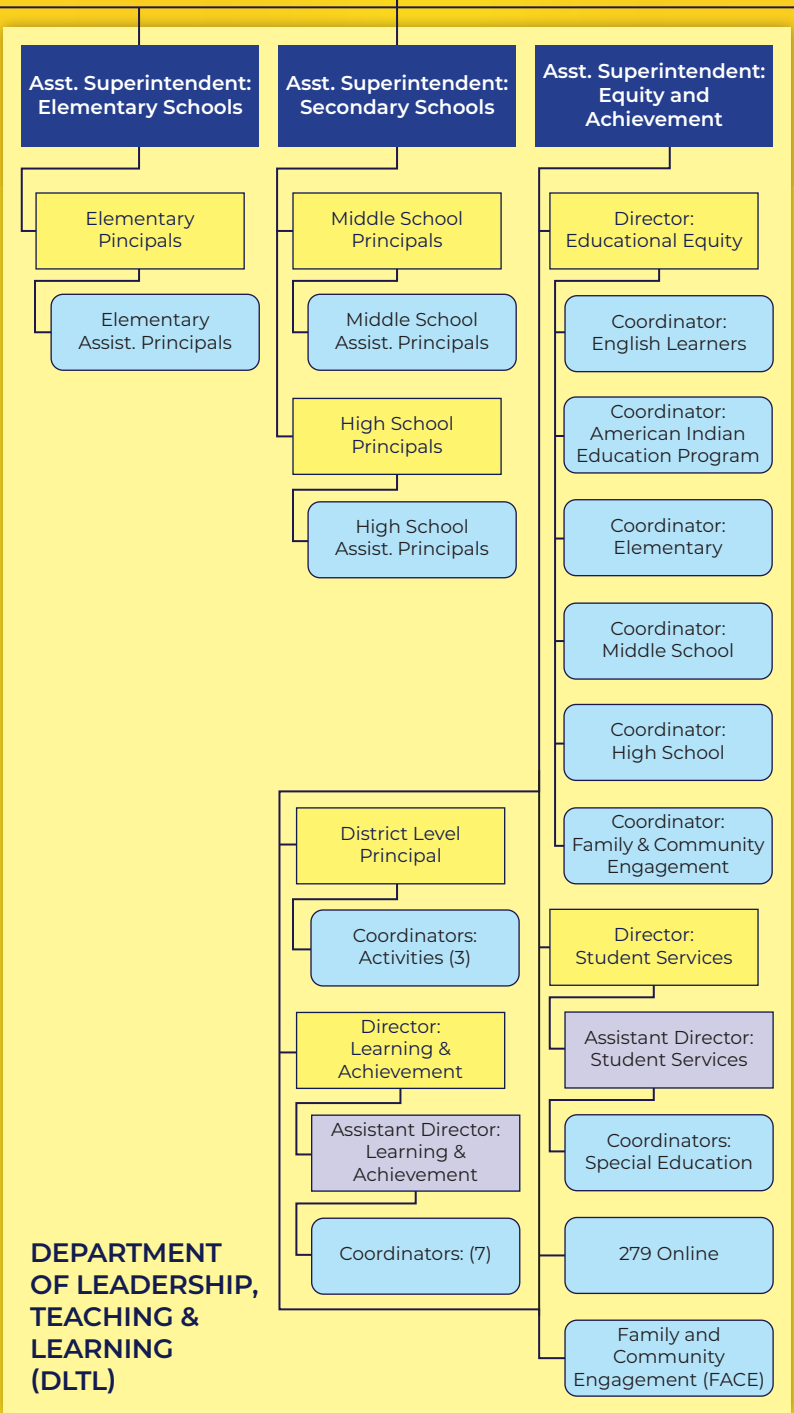 Asst. Superintendent:
Elementary Schools
Elementary
Pincipals
Elementary
Assist. Principals
Asst. Superintendent:
Secondary Schools
Middle School
Principals
Middle School
Assist. Principals
High School
Principals
High School
Assist. Principals
Asst. Superintendent:
Equity and
Achievement
Director:
Educational Equity
Coordinator:
English Learners
Coordinator:
American Indian
Education Program
Coordinator:
Elementary
Coordinator:
Middle School
Coordinator:
High School
Coordinator:
Family & Community
Engagement
District Level
Principal
Coordinators:
Activities (3)
Director:
Learning &
Achievement
Assistant Director:
Learning &
Achievement
Coordinators: (7)
Director:
Student Services
Assistant Director:
Student Services
Coordinators:
Special Education
279 Online
Family and
Community
Engagement (FACE)
DEPARTMENT
OF LEADERSHIP,
TEACHING &
LEARNING
(DLTL)